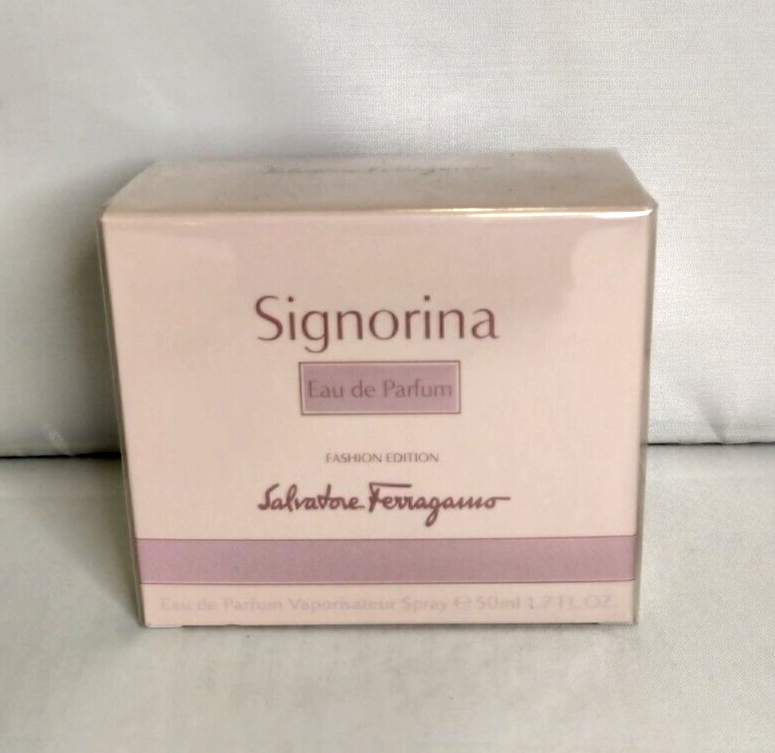 Signorina
Eau de Parfum
FASHION EDITION
Salvatore Ferragamo
Eau de Parfum Vaporisateur Spray ℮ 50ml 1.7 FL.OZ.